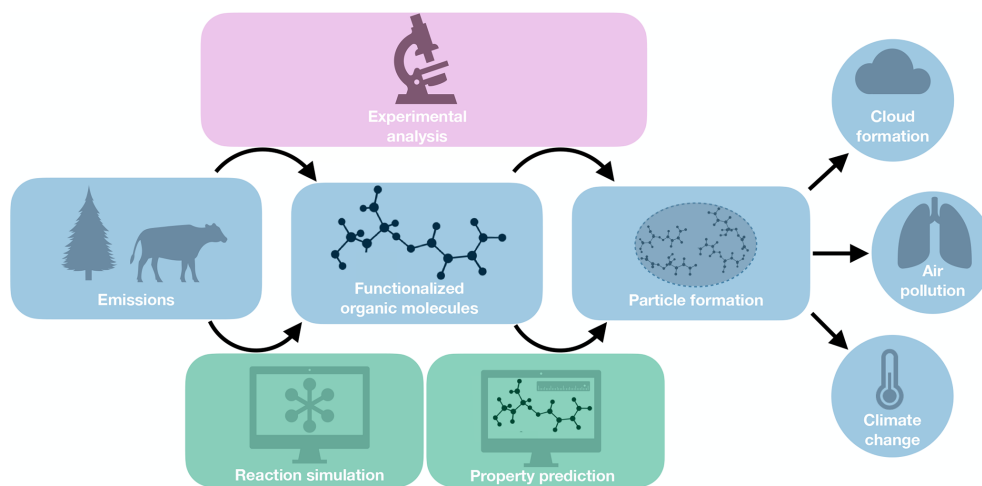 Experimental
analysis
Cloud
formation
Emissions
Functionalized
organic molecules
Particle formation
Air
pollution
Reaction simulation
Property prediction
Climate
change